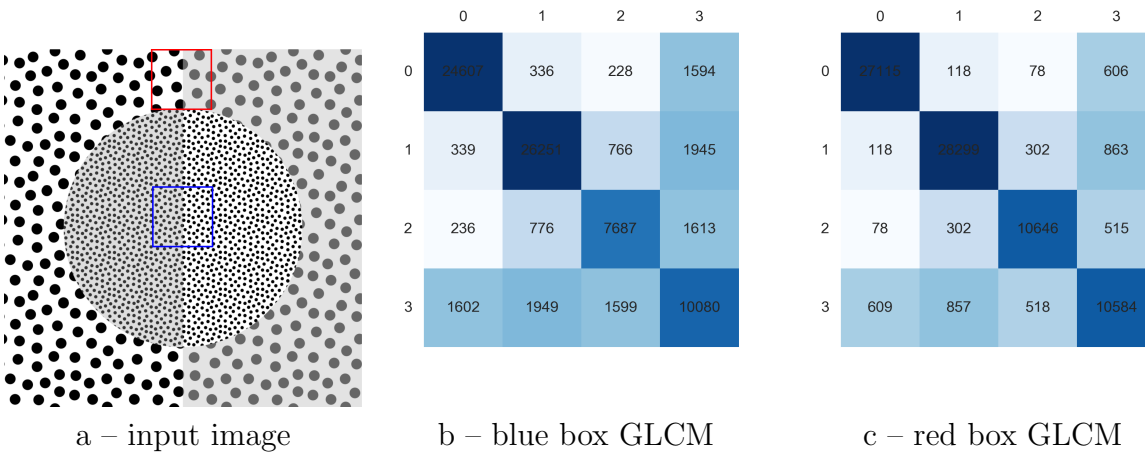 0 1 2 3
0 24607 336 228 1594
1 339 26251 766 1945
2 236 776 7687 1613
3 1602 1949 1599 10080
0 1 2 3
0 118 78 606
1 118 302 863
2 78 302 10646 515
3 609 857 518 10584
a – input image
b – blue box GLCM
c – red box GLCM